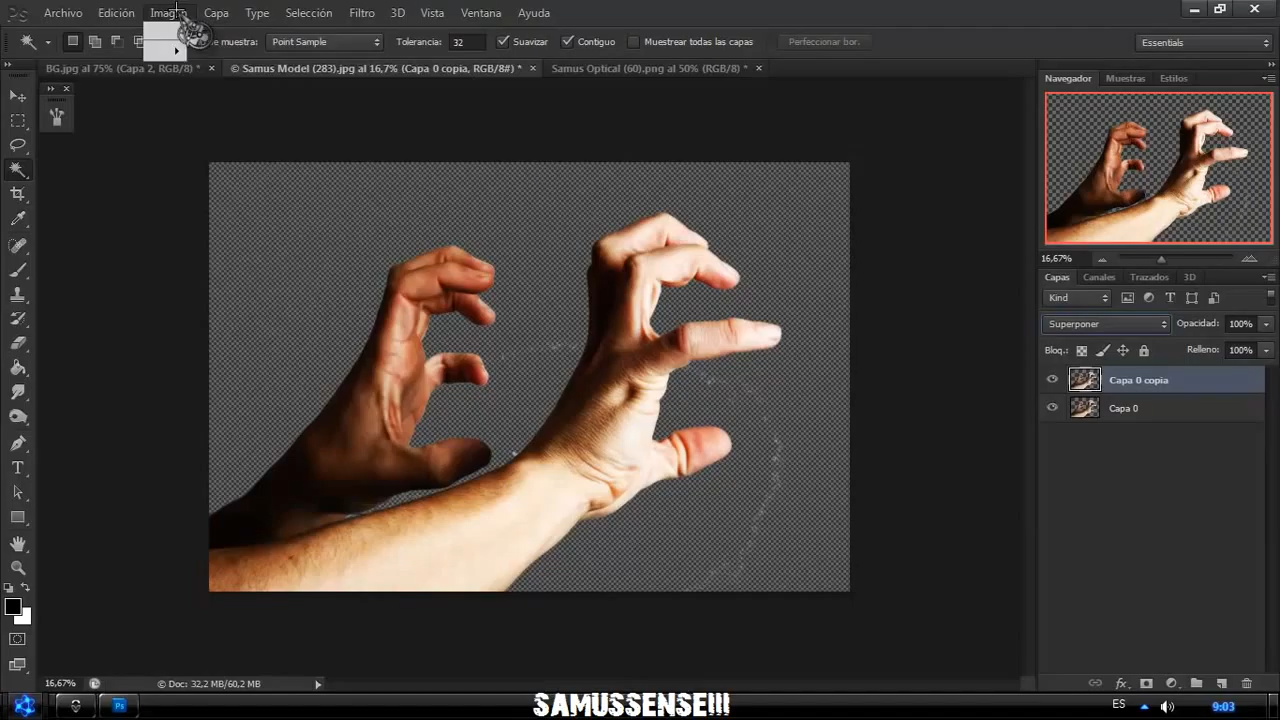 Ps Archivo Edición Imagen Capa Type Selección Filtro 3D Vista Ventana Ayuda
de muestra: Point Sample Tolerancia: 32 Suavizar Contiguo Muestrear todas las capas Perfeccionar bor. Essentials
BG.jpg al 75% (Capa 2, RGB/8) * × © Samus Model (283).jpg al 16,7% (Capa 0 copia, RGB/8#) * × Samus Optical (60).png al 50% (RGB/8) * ×
Navegador Muestras Estilos
16,67%
Capas Canales Trazados 3D
Kind
Superponer Opacidad: 100%
Bloq.: Relleno: 100%
Capa 0 copia
Capa 0
16,67% © Doc: 32,2 MB/60,2 MB
SAMUSSENSE!!!
ES 9:03